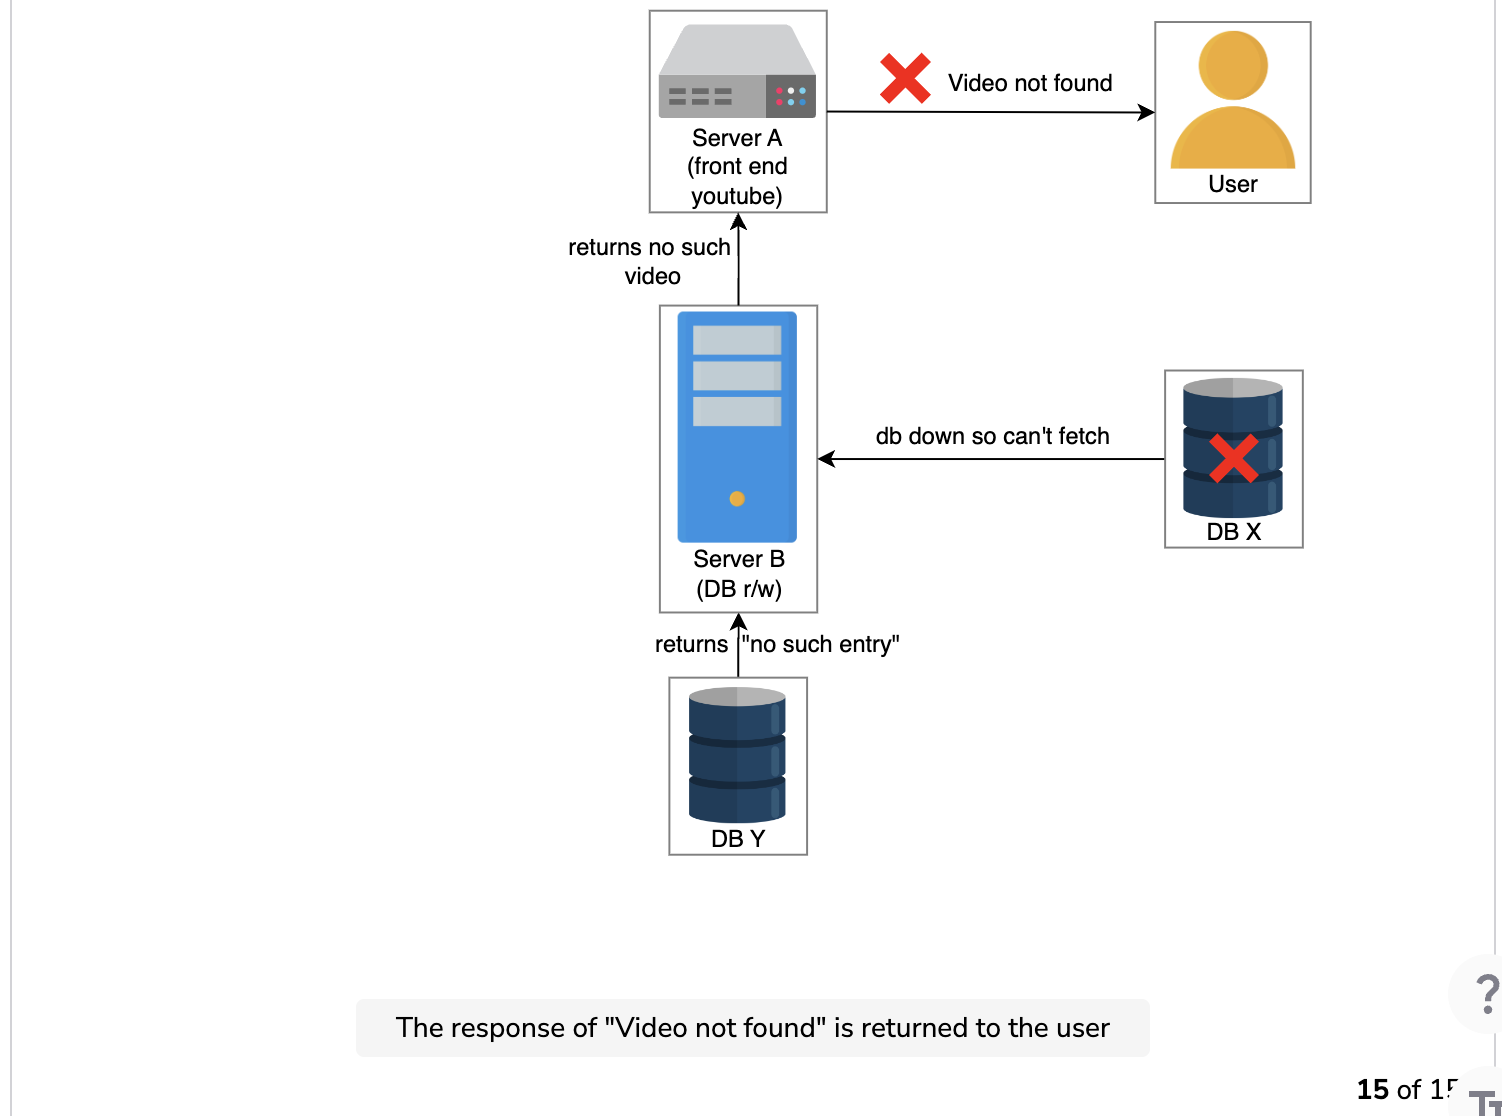 Video not found
Server A
(front end
youtube)
User
returns no such
video
db down so can't fetch
DB X
Server B
(DB r/w)
returns "no such entry"
DB Y
The response of "Video not found" is returned to the user
?
15 of 15